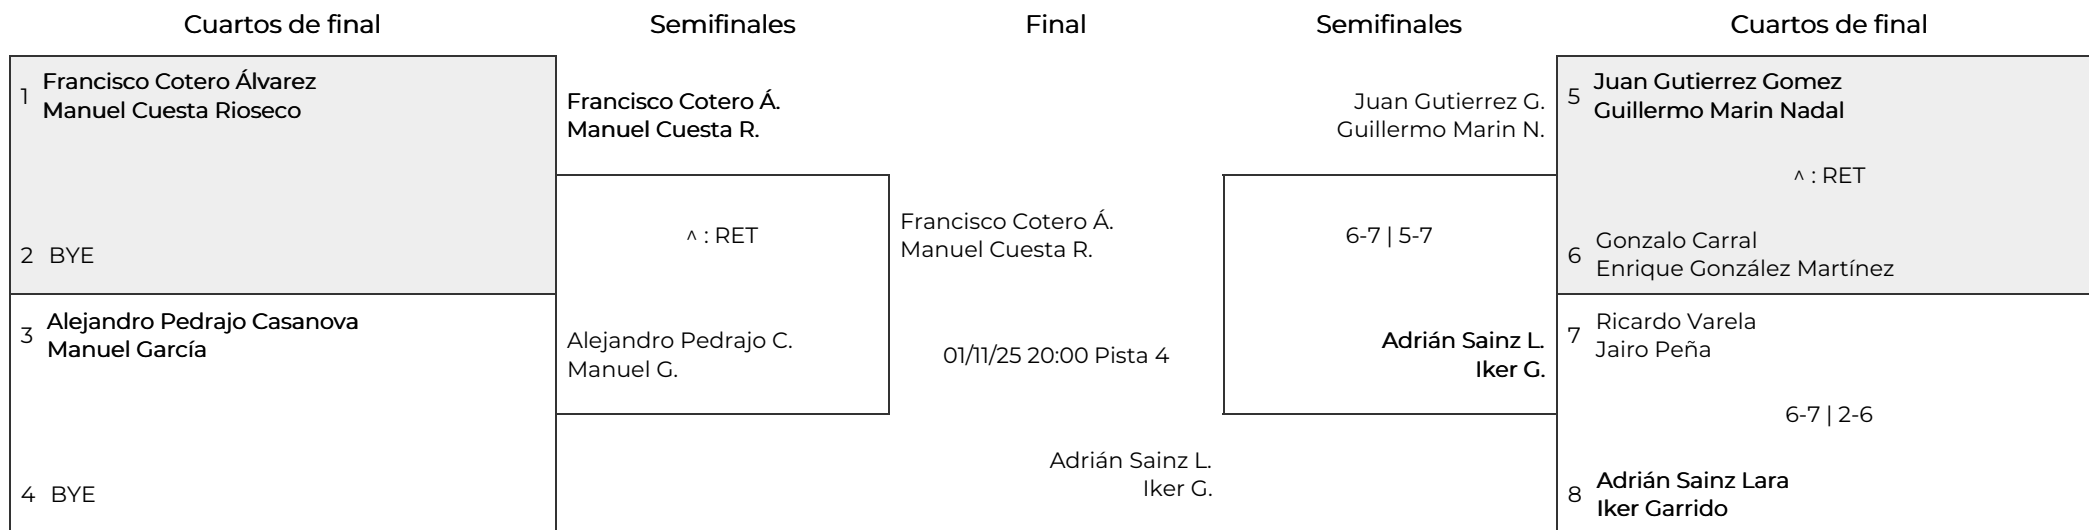 Cuartos de final
Semifinales
Final
Semifinales
Cuartos de final
1
Francisco Cotero Álvarez
Manuel Cuesta Rioseco
2 BYE
3
Alejandro Pedrajo Casanova
Manuel García
4 BYE
Francisco Cotero Á.
Manuel Cuesta R.
^ : RET
Alejandro Pedrajo C.
Manuel G.
Francisco Cotero Á.
Manuel Cuesta R.
01/11/25 20:00 Pista 4
Adrián Sainz L.
Iker G.
Juan Gutierrez G.
Guillermo Marin N.
6-7 | 5-7
Adrián Sainz L.
Iker G.
5
Juan Gutierrez Gomez
Guillermo Marin Nadal
^ : RET
6
Gonzalo Carral
Enrique González Martínez
7
Ricardo Varela
Jairo Peña
6-7 | 2-6
8
Adrián Sainz Lara
Iker Garrido